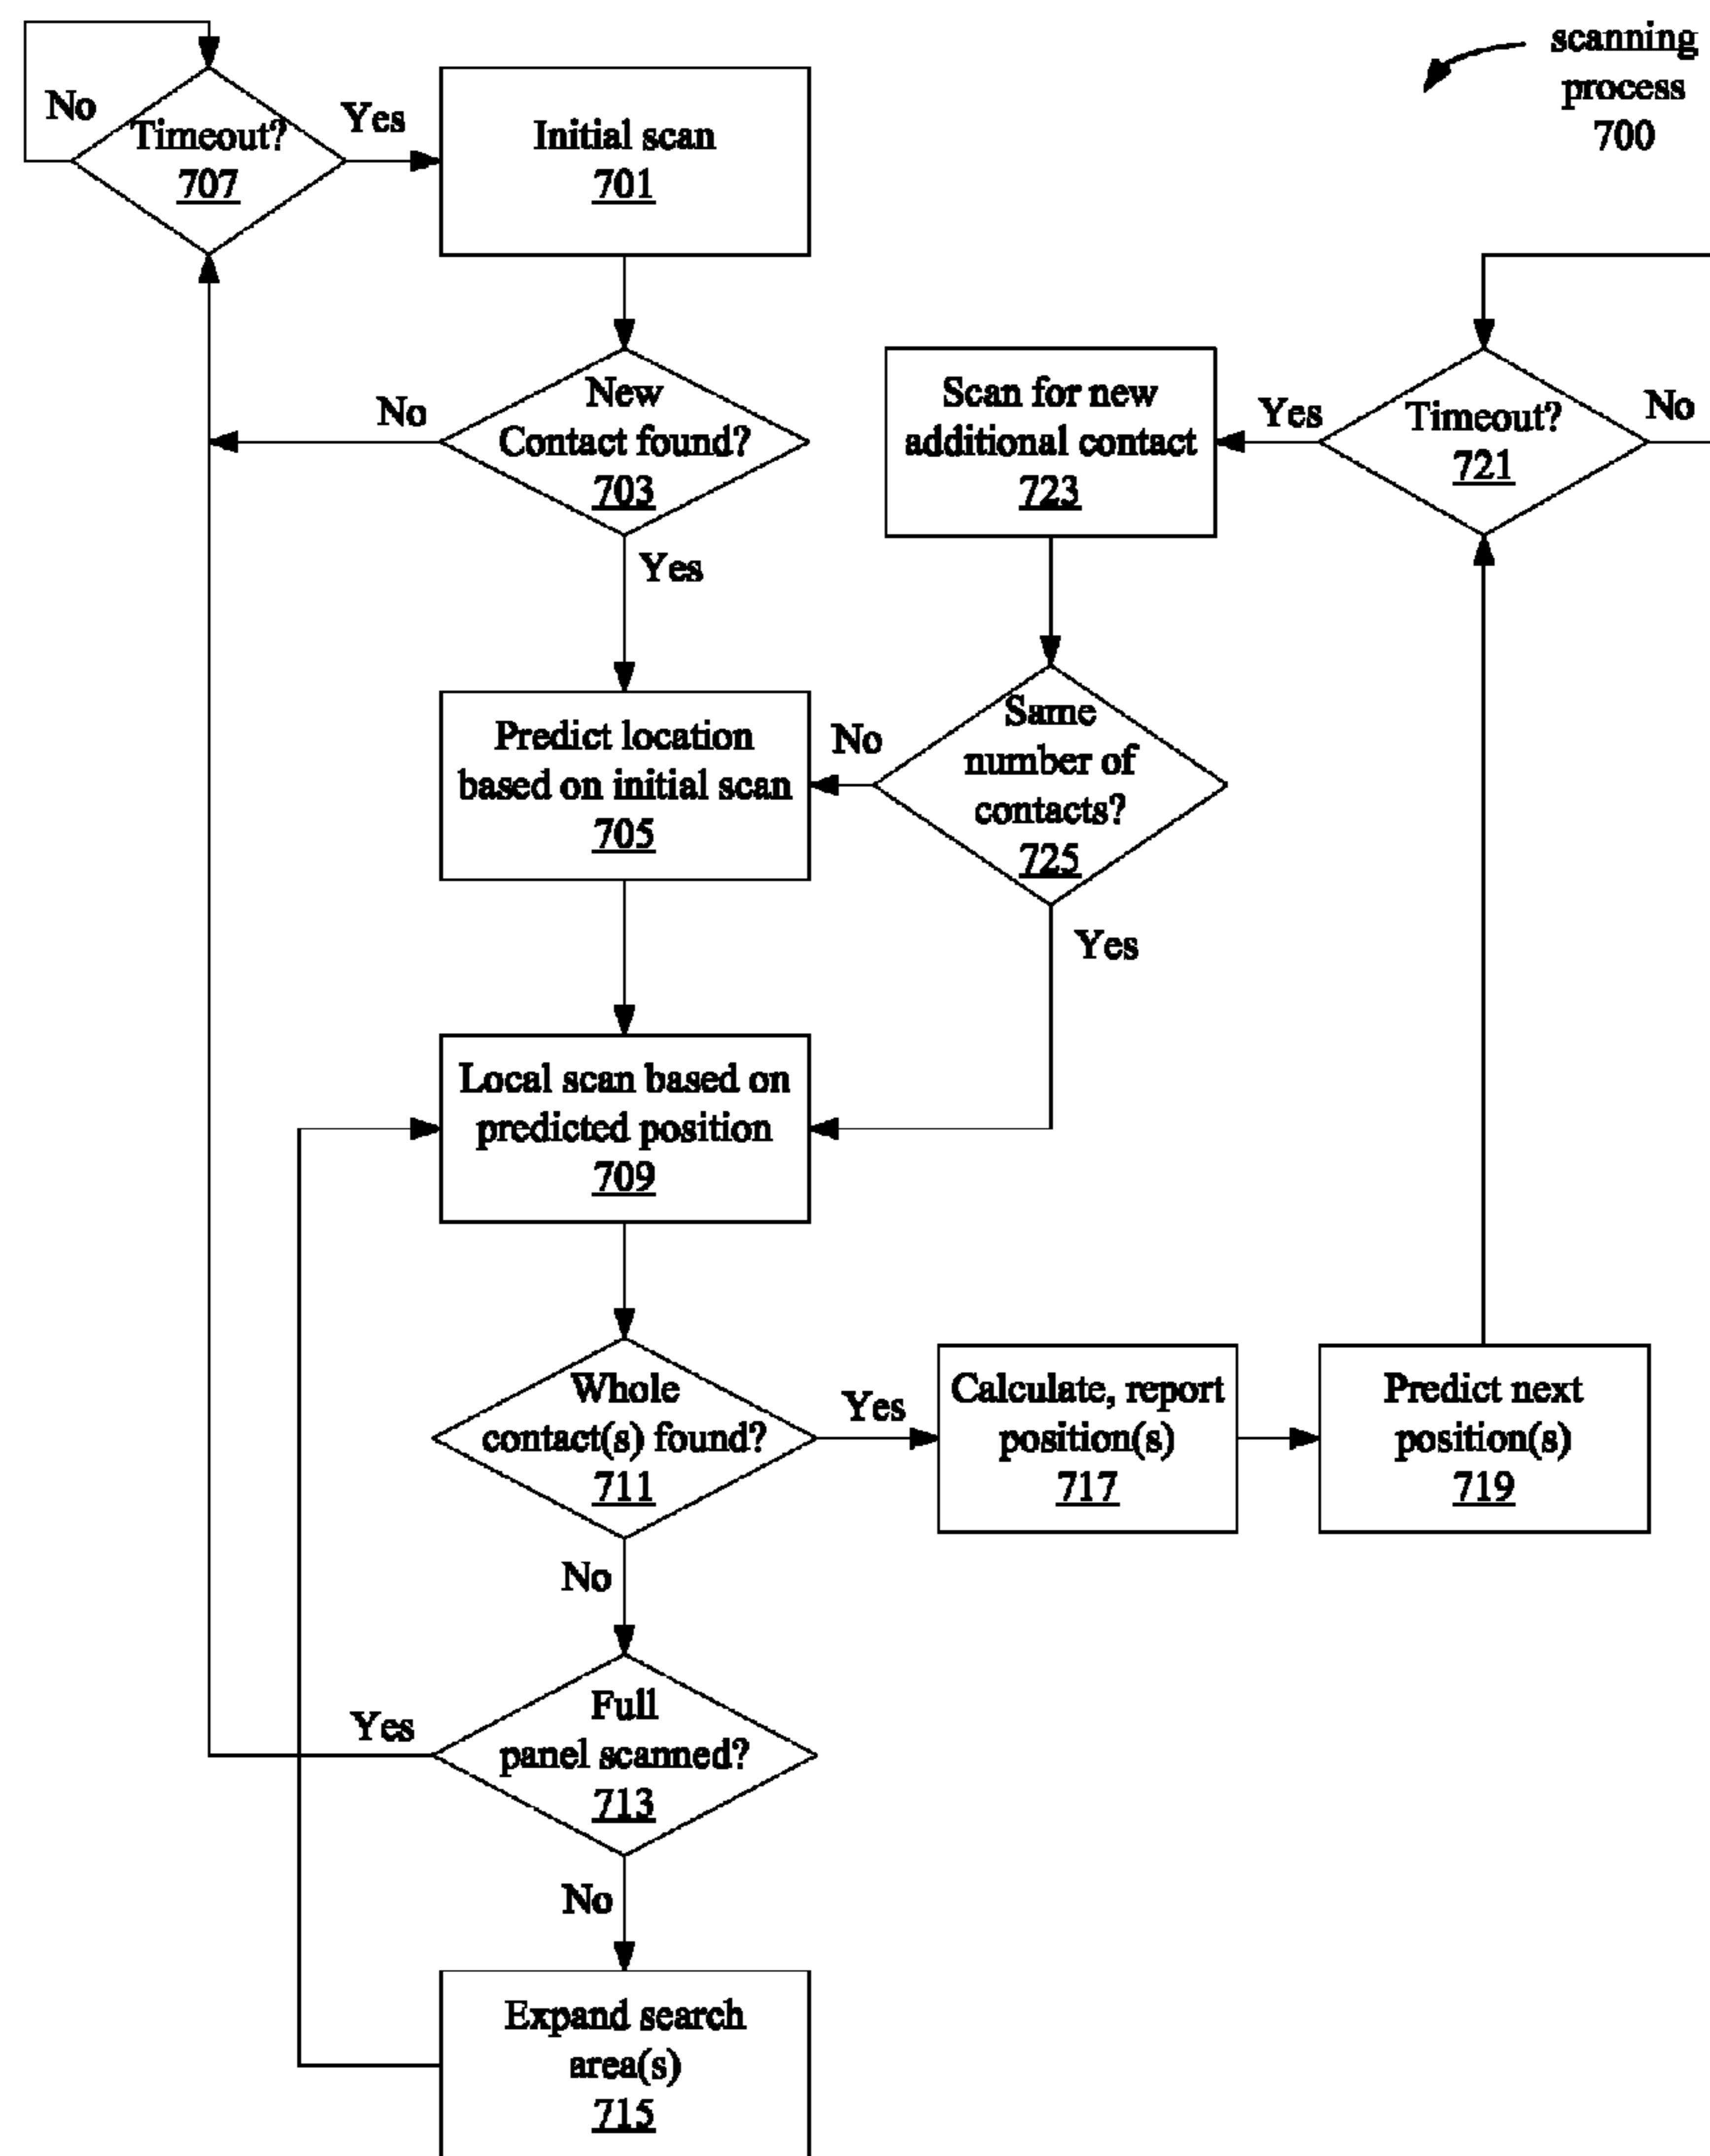 scanning
process
700
No
Timeout?
707
Yes
Initial scan
701
No
New
Contact found?
703
Yes
Scan for new
additional contact
723
Yes
Timeout?
721
No
Predict location
based on initial scan
705
No
Same
number of
contacts?
725
Yes
Local scan based on
predicted position
709
Whole
contact(s) found?
711
Yes
Calculate, report
position(s)
717
Predict next
position(s)
719
No
Full
panel scanned?
713
Yes
No
Expand search
area(s)
715